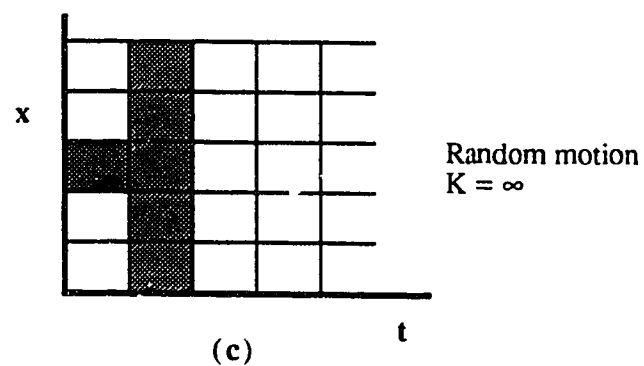 x
Random motion
K = ∞
t
(c)